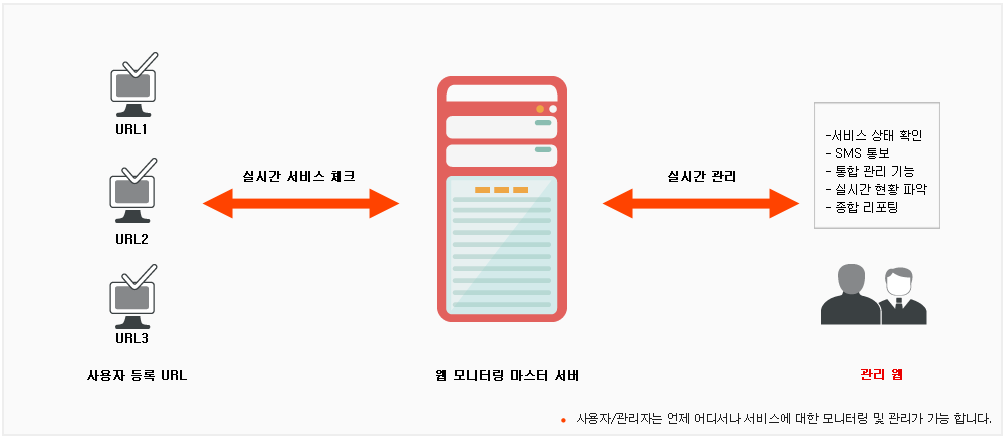 URL1
URL2
URL3
사용자 등록 URL
실시간 서비스 체크
웹 모니터링 마스터 서버
실시간 관리
-서비스 상태 확인
- SMS 통보
- 통합 관리 기능
- 실시간 현황 파악
- 종합 리포팅
관리 웹
• 사용자/관리자는 언제 어디서나 서비스에 대한 모니터링 및 관리가 가능 합니다.